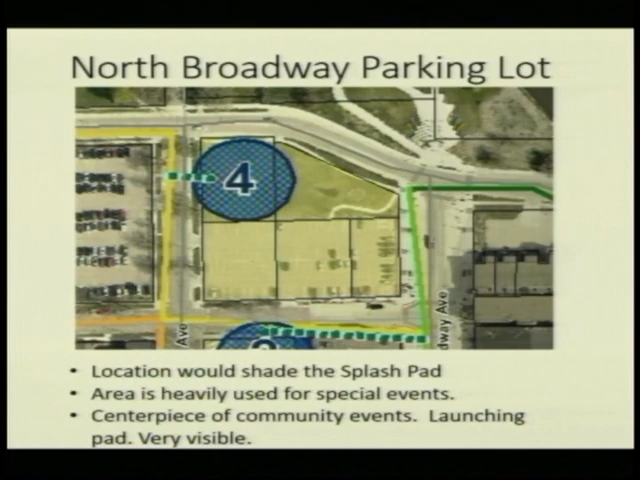 North Broadway Parking Lot
4
Ave
dway Ave
• Location would shade the Splash Pad
• Area is heavily used for special events.
• Centerpiece of community events. Launching
pad. Very visible.